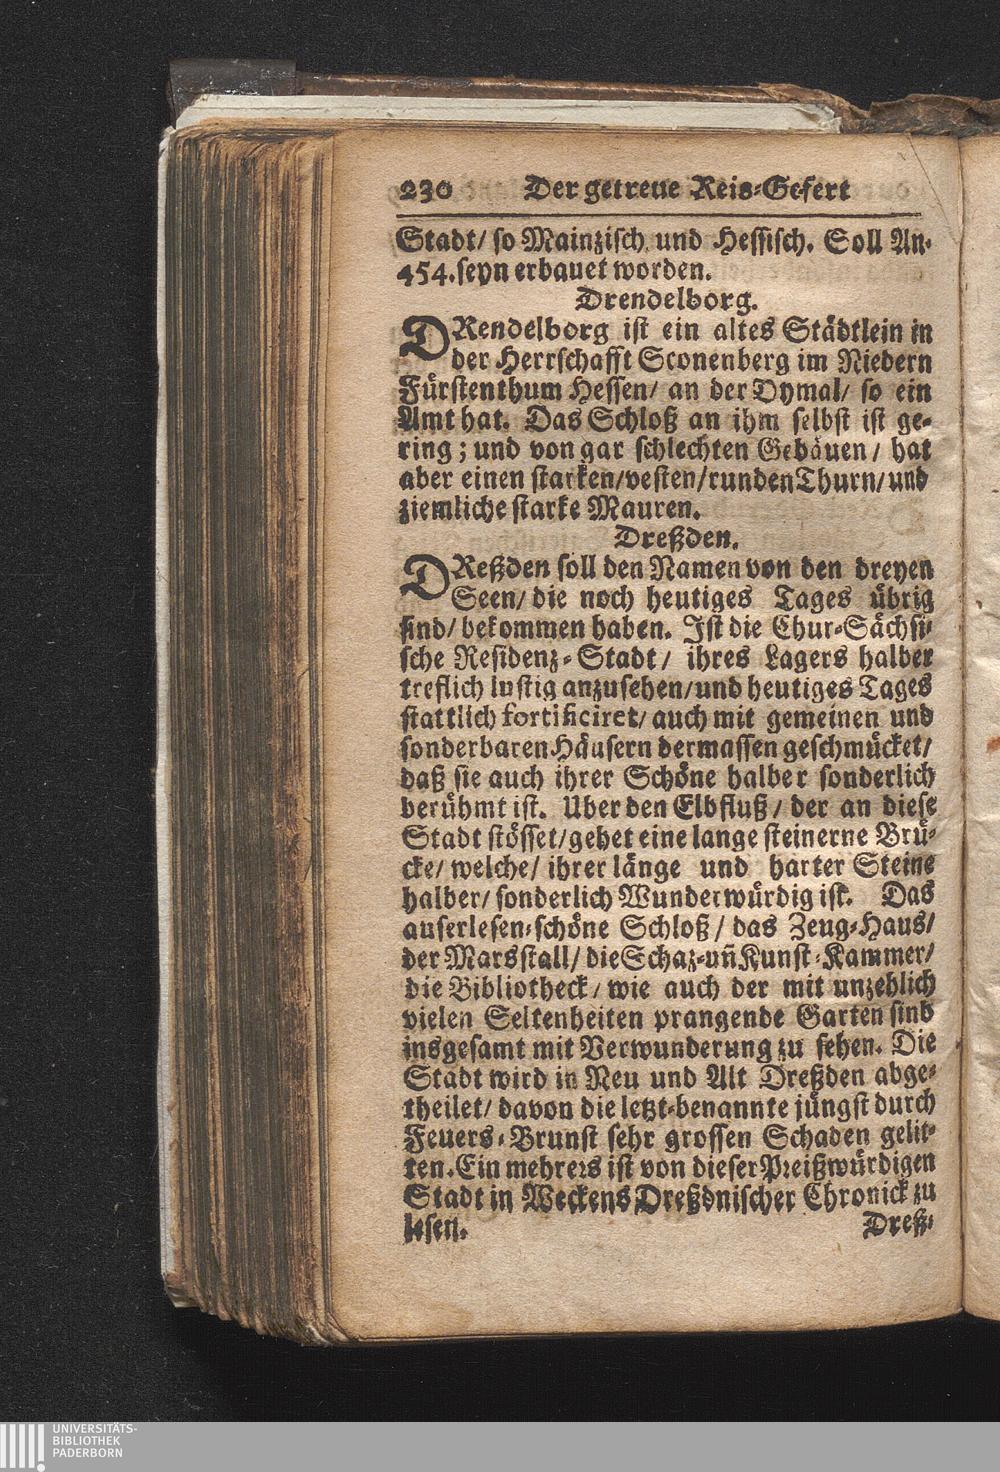 230 Der getreue Reis-Gefert
Stadt/ so Mainzisch und Hessisch. Soll An.
454. seyn erbauet worden.
Drendelborg.
DRendelborg ist ein altes Städtlein in
der Herrschafft Sconenberg im Niedern
Fürstenthum Hessen/ an der Dymal/ so ein
Amt hat. Das Schloß an ihm selbst ist ge-
ring; und von gar schlechten Gebäuen/ hat
aber einen starken/vesten/runden Thurn/und
ziemliche starke Mauren.
Dreßden.
DReßden soll den Namen von den dreyen
Seen/ die noch heutiges Tages übrig
sind/ bekommen haben. Ist die Chur-Sächsi-
sche Residenz-Stadt/ ihres Lagers halber
treflich lustig anzusehen/und heutiges Tages
stattlich fortificiret/ auch mit gemeinen und
sonderbaren Häusern dermassen geschmücket/
daß sie auch ihrer Schöne halber sonderlich
berühmt ist. Uber den Elbfluß/ der an diese
Stadt stösset/gehet eine lange steinerne Brü-
cke/ welche/ ihrer länge und harter Steine
halber/ sonderlich Wunderwürdig ist. Das
auserlesen-schöne Schloß/ das Zeug-Haus/
der Marsstall/ die Schaz-uñ Kunst-Kammer/
die Bibliotheck/ wie auch der mit unzehlich
vielen Seltenheiten prangende Garten sind
insgesamt mit Verwunderung zu sehen. Die
Stadt wird in Neu und Alt Dreßden abge-
theilet/ davon die letzt-benannte jüngst durch
Feuers-Brunst sehr grossen Schaden gelit-
ten. Ein mehrers ist von dieser Preißwürdigen
Stadt in Weckens Dreßdnischer Chronick zu
lesen. Dreß-
UNIVERSITÄTS-
BIBLIOTHEK
PADERBORN